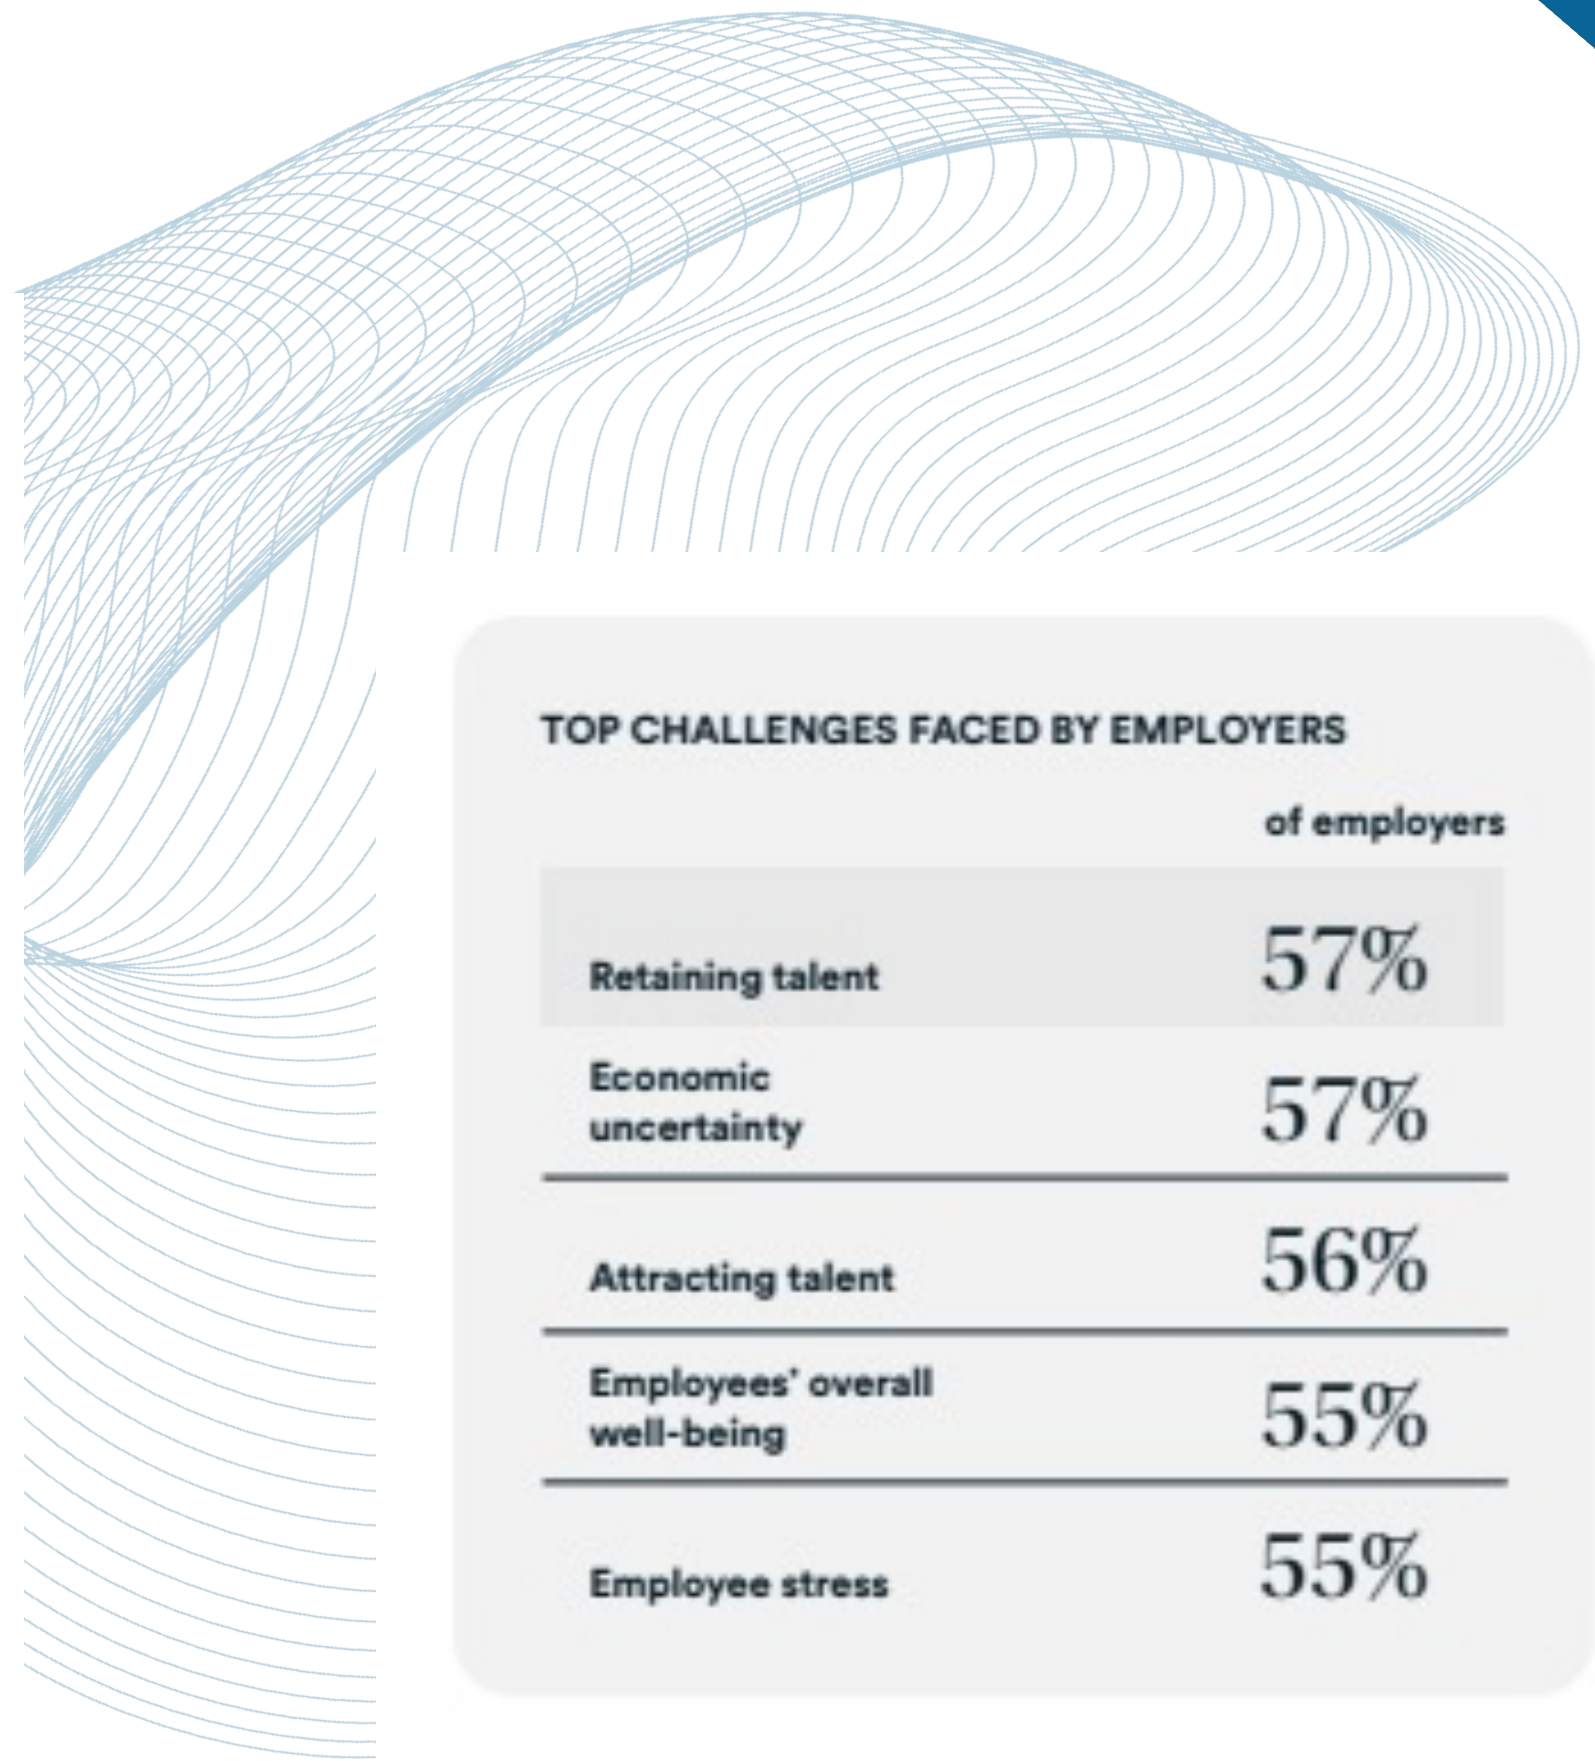 TOP CHALLENGES FACED BY EMPLOYERS
of employers
Retaining talent 57%
Economic
uncertainty 57%
Attracting talent 56%
Employees' overall
well-being 55%
Employee stress 55%